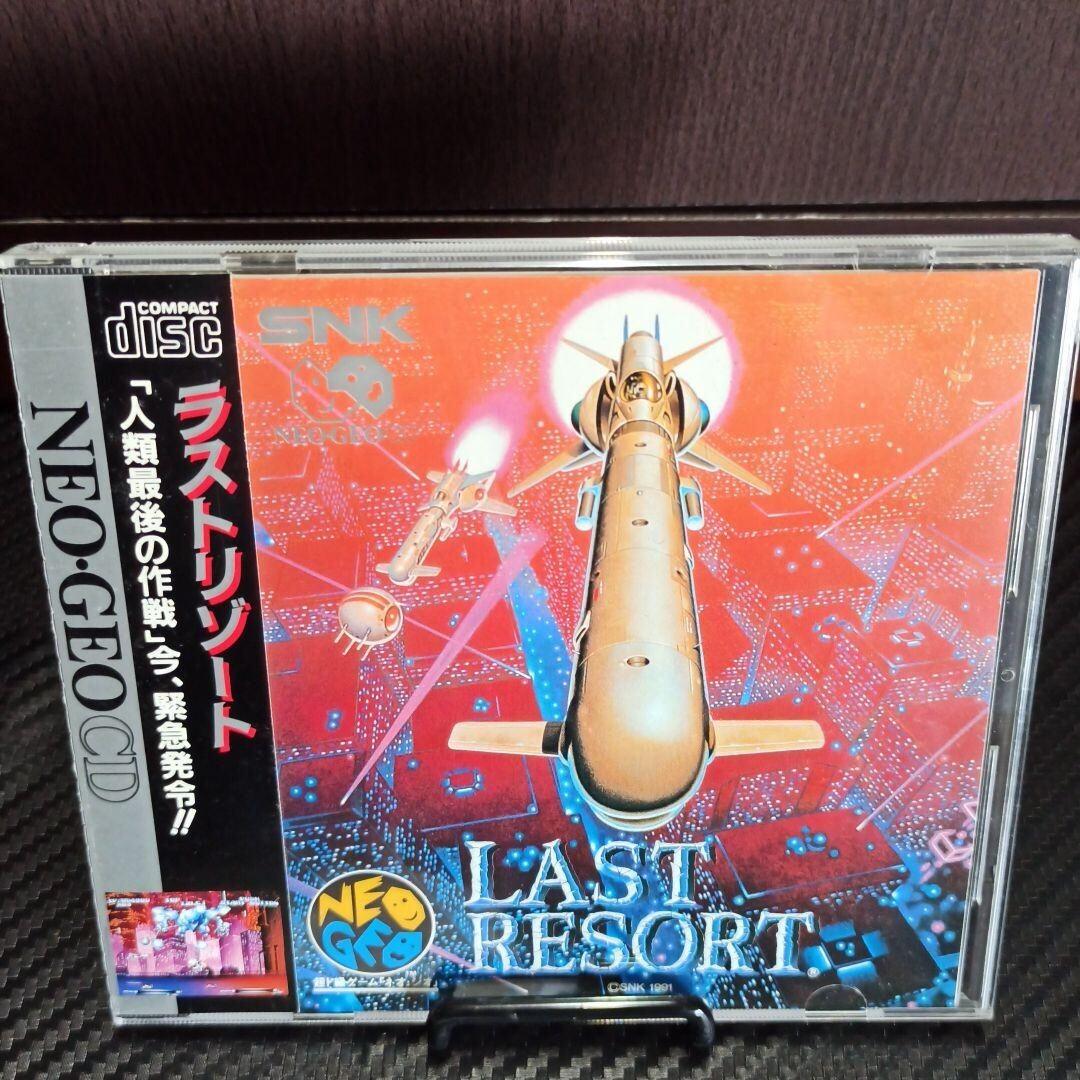 COMPACT
disc
NEO·GEO CD
ラストリゾート
「人類最後の作戦」今、緊急発令!!
SNK
NEO·GEO
LAST
RESORT®
NEO
GEO
©SNK 1991